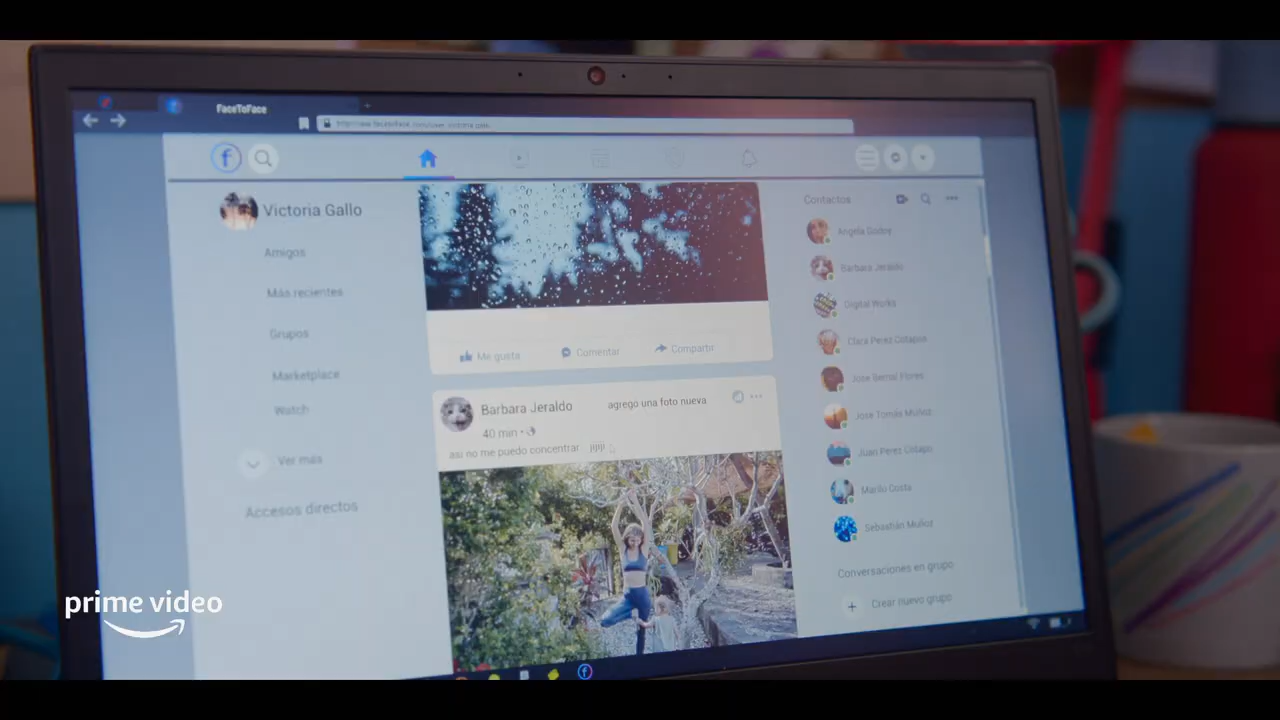 FaceToFace
Victoria Gallo
Amigos
Más recientes
Grupos
Marketplace
Watch
Ver más
Accesos directos
Me gusta
Comentar
Compartir
Barbara Jeraldo
agrego una foto nueva
40 min
asi no me puedo concentrar jijiji
Contactos
Angela Godoy
Barbara Jeraldo
Digital Works
Clara Perez Cotapos
Jose Bernal Flores
Jose Tomás Muñoz
Juan Perez Cotapo
Marilo Costa
Sebastián Muñoz
Conversaciones en grupo
Crear nuevo grupo
prime video